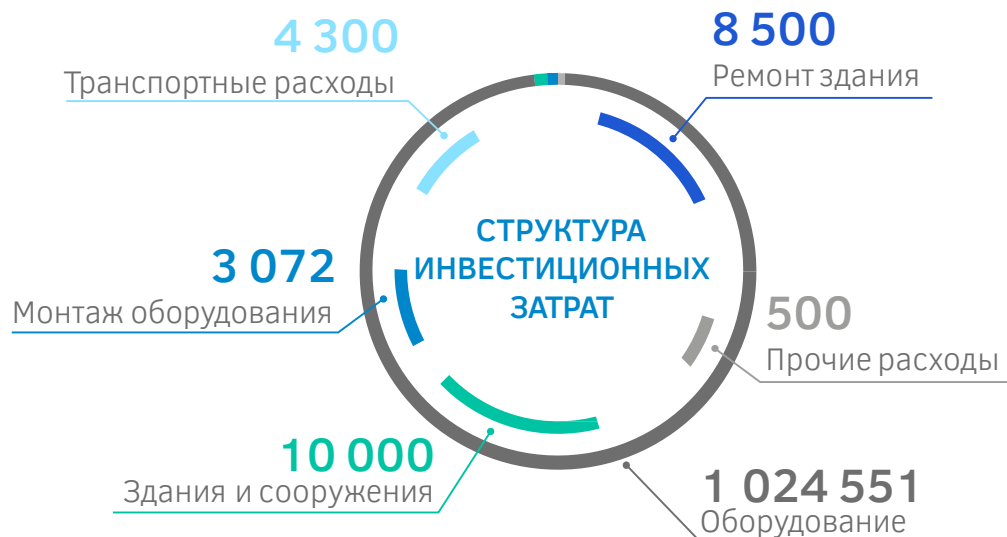 4 300
Транспортные расходы
8 500
Ремонт здания
СТРУКТУРА
ИНВЕСТИЦИОННЫХ
ЗАТРАТ
3 072
Монтаж оборудования
500
Прочие расходы
10 000
Здания и сооружения
1 024 551
Оборудование